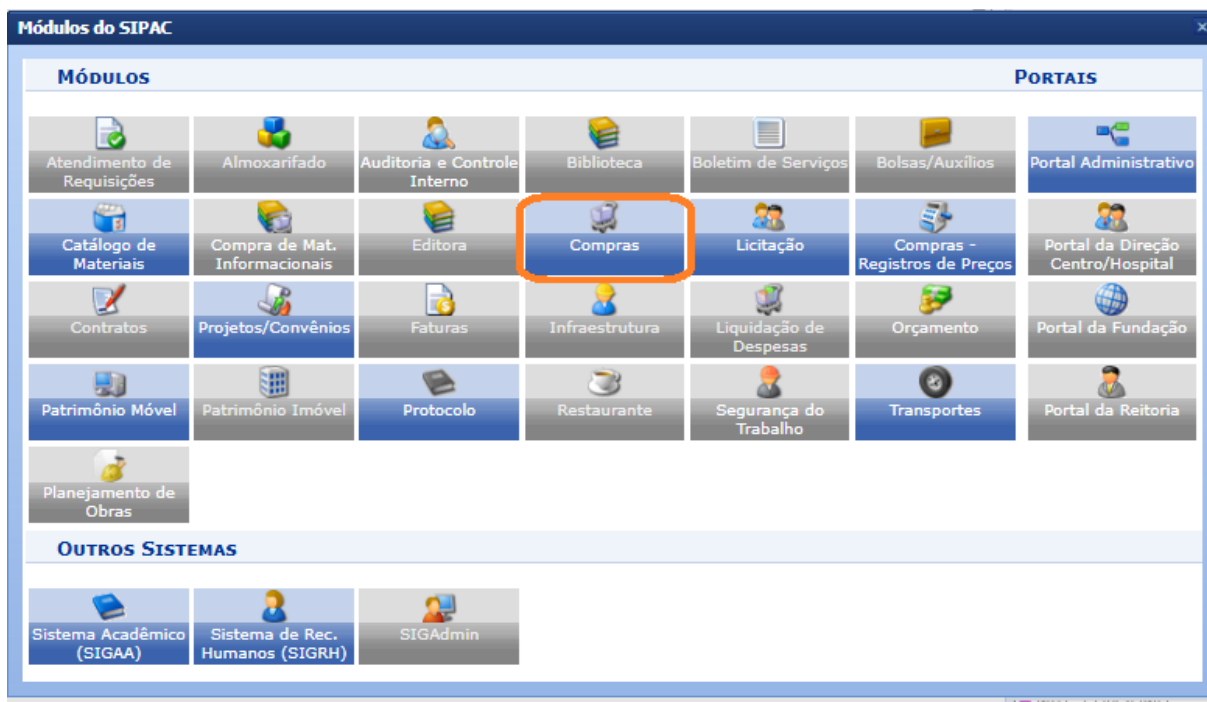 Módulos do SIPAC
MÓDULOS
PORTAIS
Atendimento de
Requisições
Almoxarifado
Auditoria e Controle
Interno
Biblioteca
Boletim de Serviços
Bolsas/Auxílios
Portal Administrativo
Catálogo de
Materiais
Compra de Mat.
Informacionais
Editora
Compras
Licitação
Compras -
Registros de Preços
Portal da Direção
Centro/Hospital
Contratos
Projetos/Convênios
Faturas
Infraestrutura
Liquidação de
Despesas
Orçamento
Portal da Fundação
Patrimônio Móvel
Patrimônio Imóvel
Protocolo
Restaurante
Segurança do
Trabalho
Transportes
Portal da Reitoria
Planejamento de
Obras
OUTROS SISTEMAS
Sistema Acadêmico
(SIGAA)
Sistema de Rec.
Humanos (SIGRH)
SIGAdmin